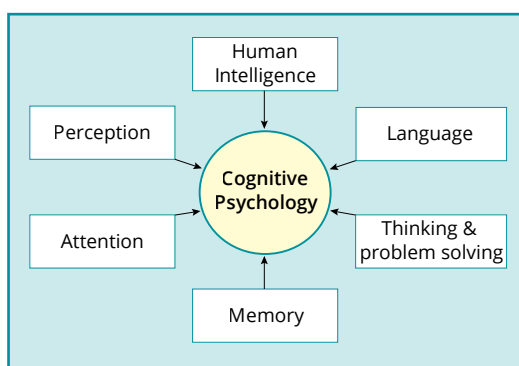 Human
Intelligence
Perception
Language
Cognitive
Psychology
Attention
Thinking &
problem solving
Memory